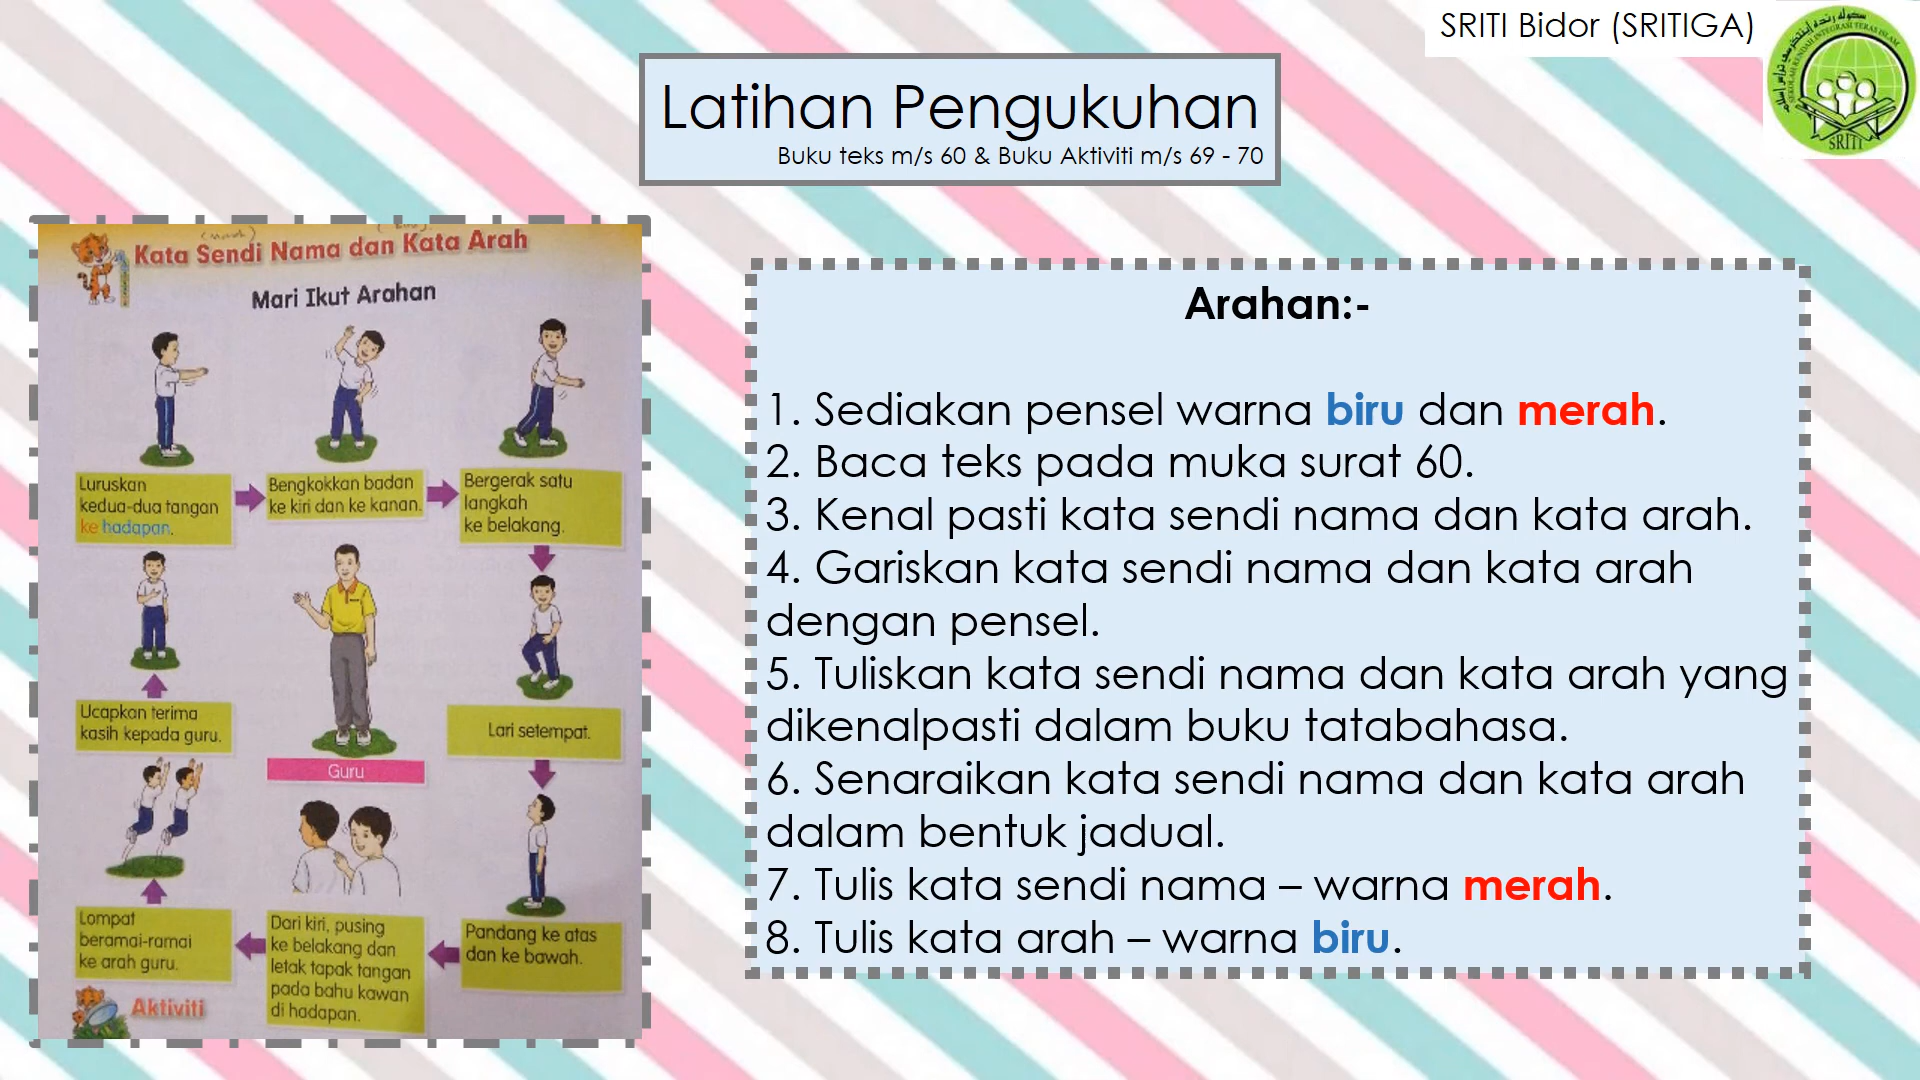 SRITI Bidor (SRITIGA)
SRITI
Latihan Pengukuhan
Buku teks m/s 60 & Buku Aktiviti m/s 69 - 70
Kata Sendi Nama dan Kata Arah
Mari Ikut Arahan
Luruskan
kedua-dua tangan
ke hadapan.
Bengkokkan badan
ke kiri dan ke kanan.
Bergerak satu
langkah
ke belakang.
Lari setempat.
Pandang ke atas
dan ke bawah.
Dari kiri, pusing
ke belakang dan
letak tapak tangan
pada bahu kawan
di hadapan.
Lompat
beramai-ramai
ke arah guru.
Ucapkan terima
kasih kepada guru.
Guru
Aktiviti
Arahan:-
1. Sediakan pensel warna biru dan merah.
2. Baca teks pada muka surat 60.
3. Kenal pasti kata sendi nama dan kata arah.
4. Gariskan kata sendi nama dan kata arah
dengan pensel.
5. Tuliskan kata sendi nama dan kata arah yang
dikenalpasti dalam buku tatabahasa.
6. Senaraikan kata sendi nama dan kata arah
dalam bentuk jadual.
7. Tulis kata sendi nama – warna merah.
8. Tulis kata arah – warna biru.